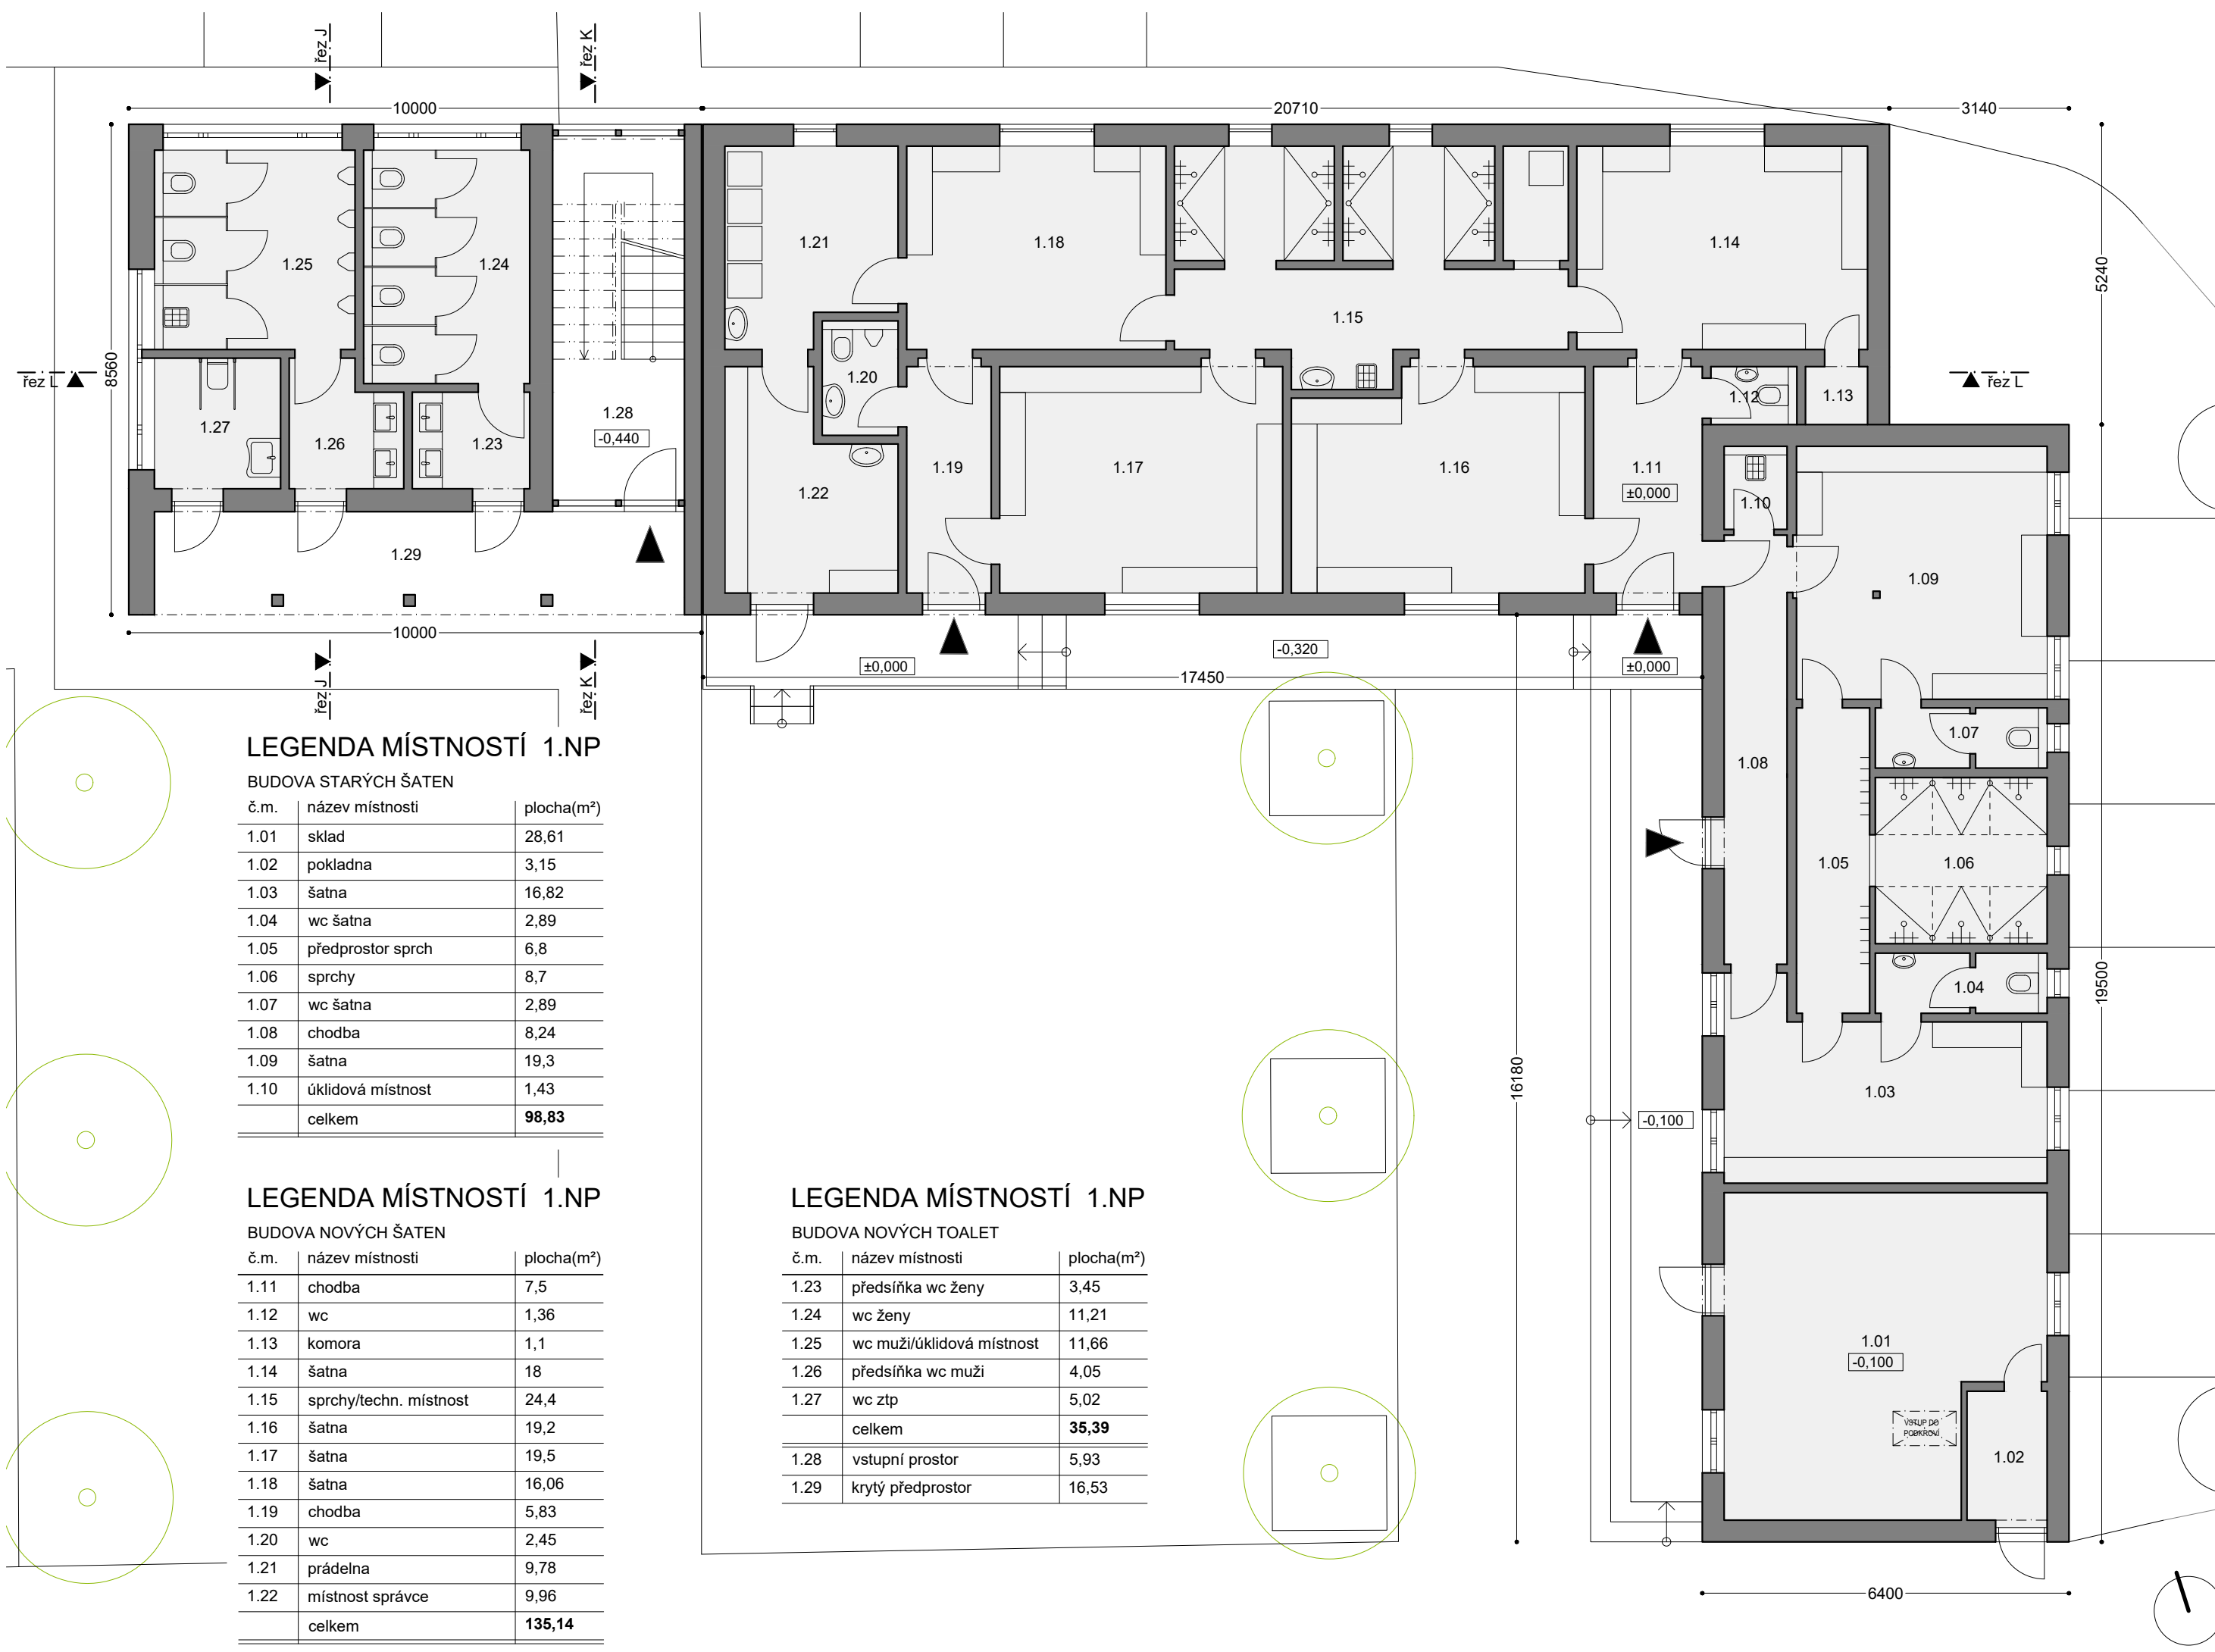 řez J
řez K
10000
20710
3140
1.25
1.24
1.21
1.18
1.14
5240
1.15
8560
řez L
řez L
1.20
1.12
1.13
1.28
-0,440
1.27
1.26
1.23
1.19
1.17
1.16
1.11
±0,000
1.22
1.10
1.29
1.09
10000
±0,000
-0,320
±0,000
17450
řez J
řez K
1.07
1.08
1.05
1.06
1.04
19500
16180
1.03
-0,100
1.01
-0,100
VSTUP DO
PODKROVÍ
1.02
6400
LEGENDA MÍSTNOSTÍ 1.NP
BUDOVA STARÝCH ŠATEN
č.m. název místnosti plocha(m²)
1.01 sklad 28,61
1.02 pokladna 3,15
1.03 šatna 16,82
1.04 wc šatna 2,89
1.05 předprostor sprch 6,8
1.06 sprchy 8,7
1.07 wc šatna 2,89
1.08 chodba 8,24
1.09 šatna 19,3
1.10 úklidová místnost 1,43
celkem 98,83
LEGENDA MÍSTNOSTÍ 1.NP
BUDOVA NOVÝCH ŠATEN
č.m. název místnosti plocha(m²)
1.11 chodba 7,5
1.12 wc 1,36
1.13 komora 1,1
1.14 šatna 18
1.15 sprchy/techn. místnost 24,4
1.16 šatna 19,2
1.17 šatna 19,5
1.18 šatna 16,06
1.19 chodba 5,83
1.20 wc 2,45
1.21 prádelna 9,78
1.22 místnost správce 9,96
celkem 135,14
LEGENDA MÍSTNOSTÍ 1.NP
BUDOVA NOVÝCH TOALET
č.m. název místnosti plocha(m²)
1.23 předsíňka wc ženy 3,45
1.24 wc ženy 11,21
1.25 wc muži/úklidová místnost 11,66
1.26 předsíňka wc muži 4,05
1.27 wc ztp 5,02
celkem 35,39
1.28 vstupní prostor 5,93
1.29 krytý předprostor 16,53